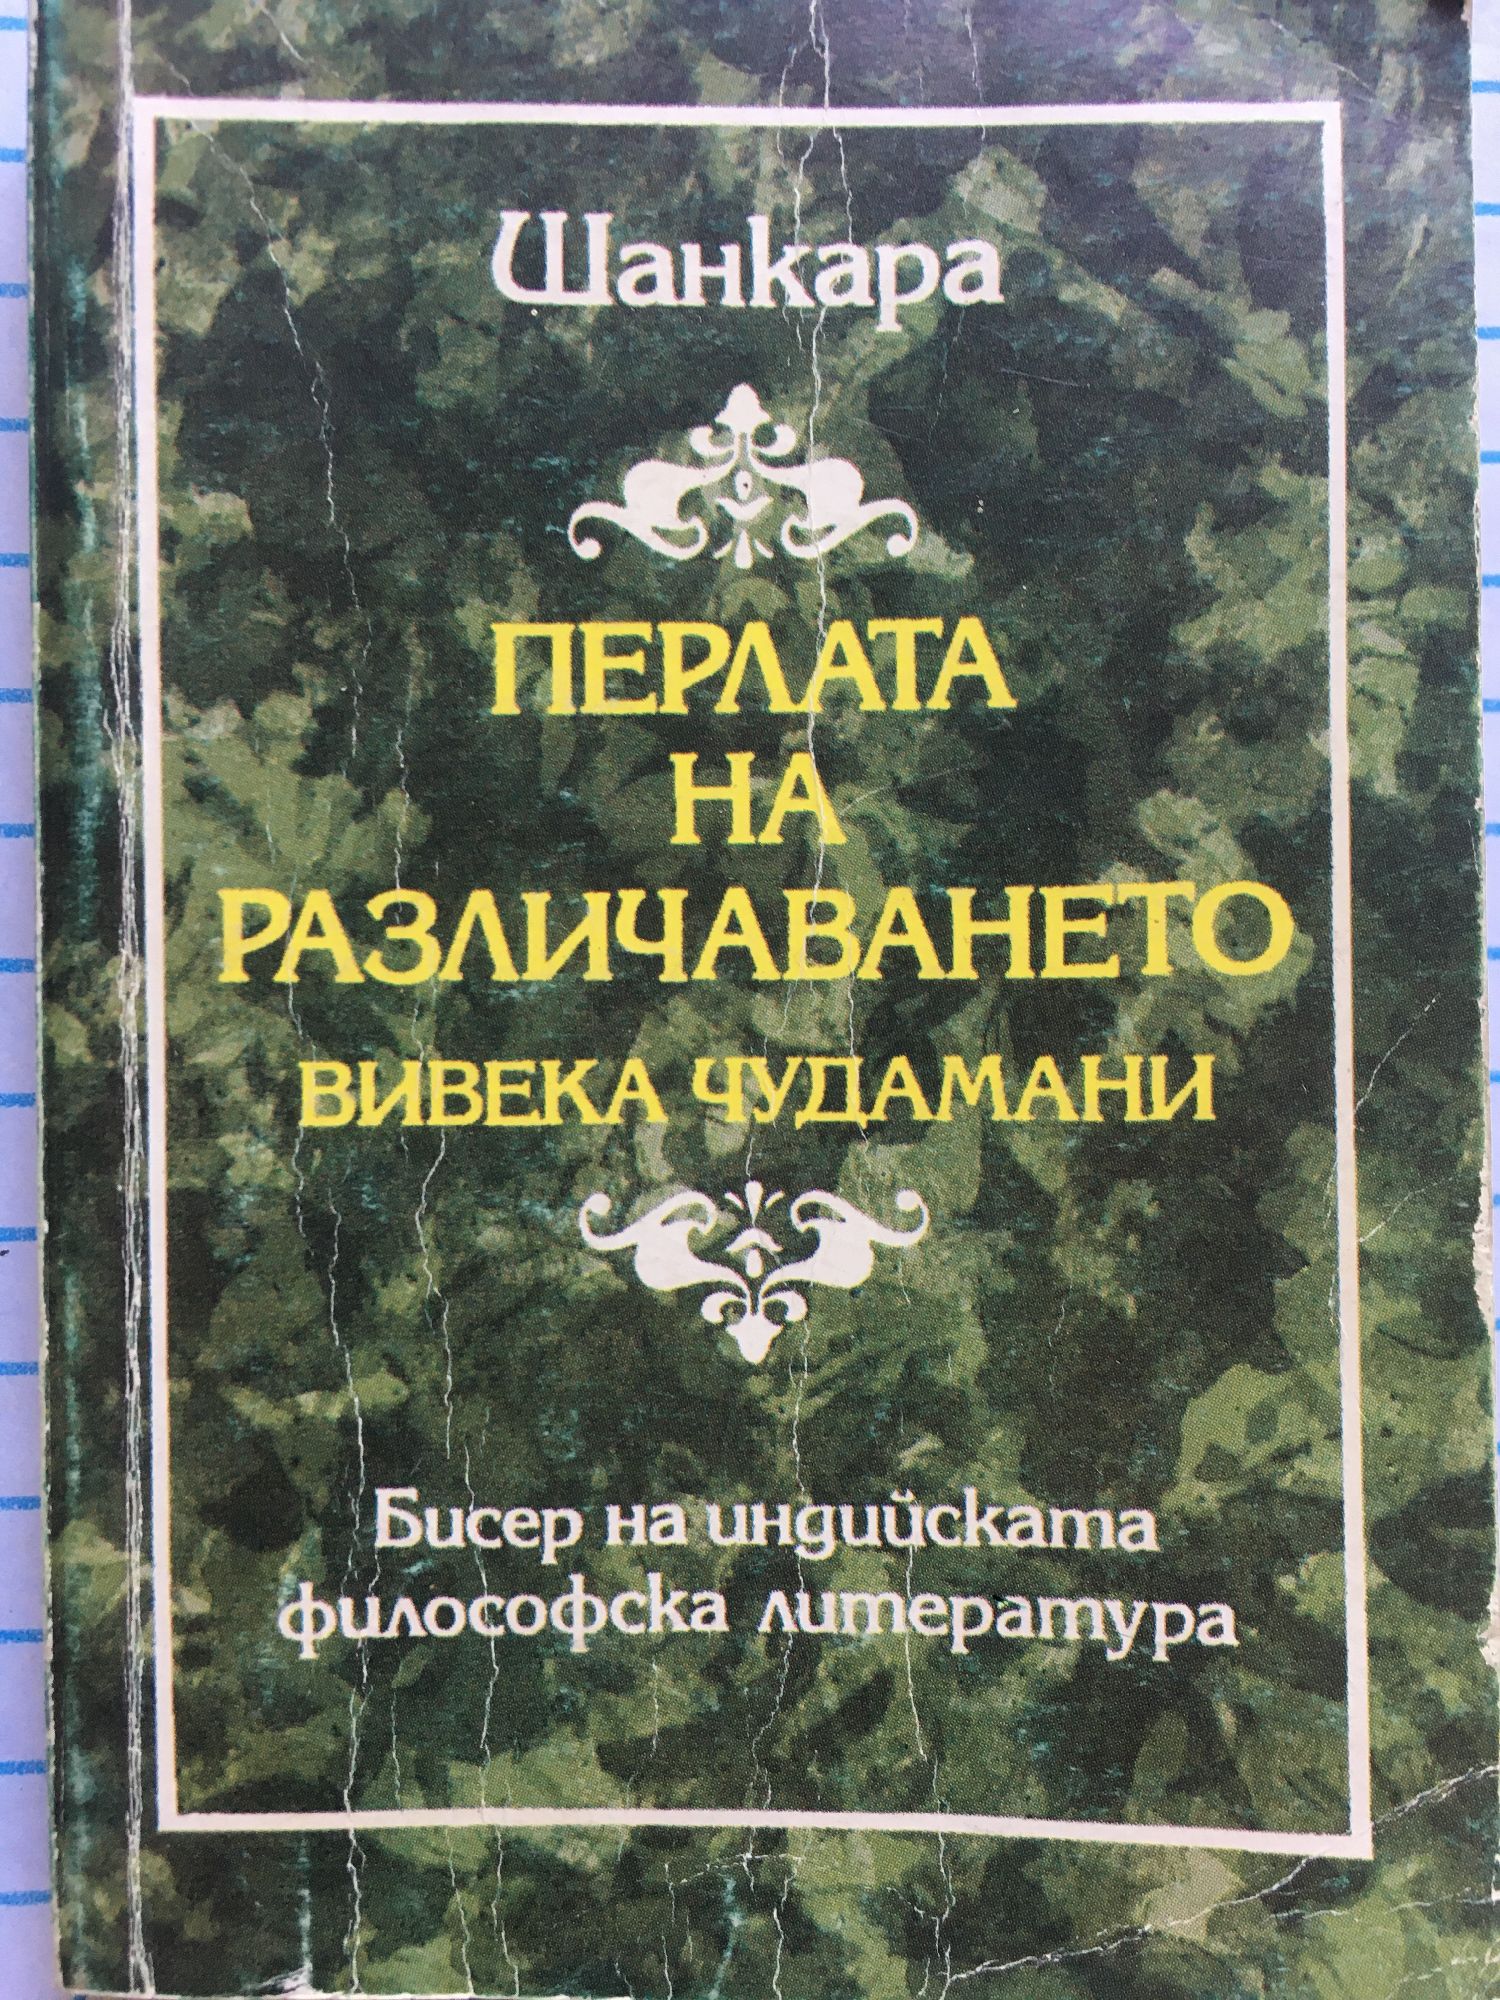 Шанкара
ПЕРЛАТА
НА
РАЗЛИЧАВАНЕТО
ВИВЕКА ЧУДАМАНИ
Бисер на индийската
философска литература